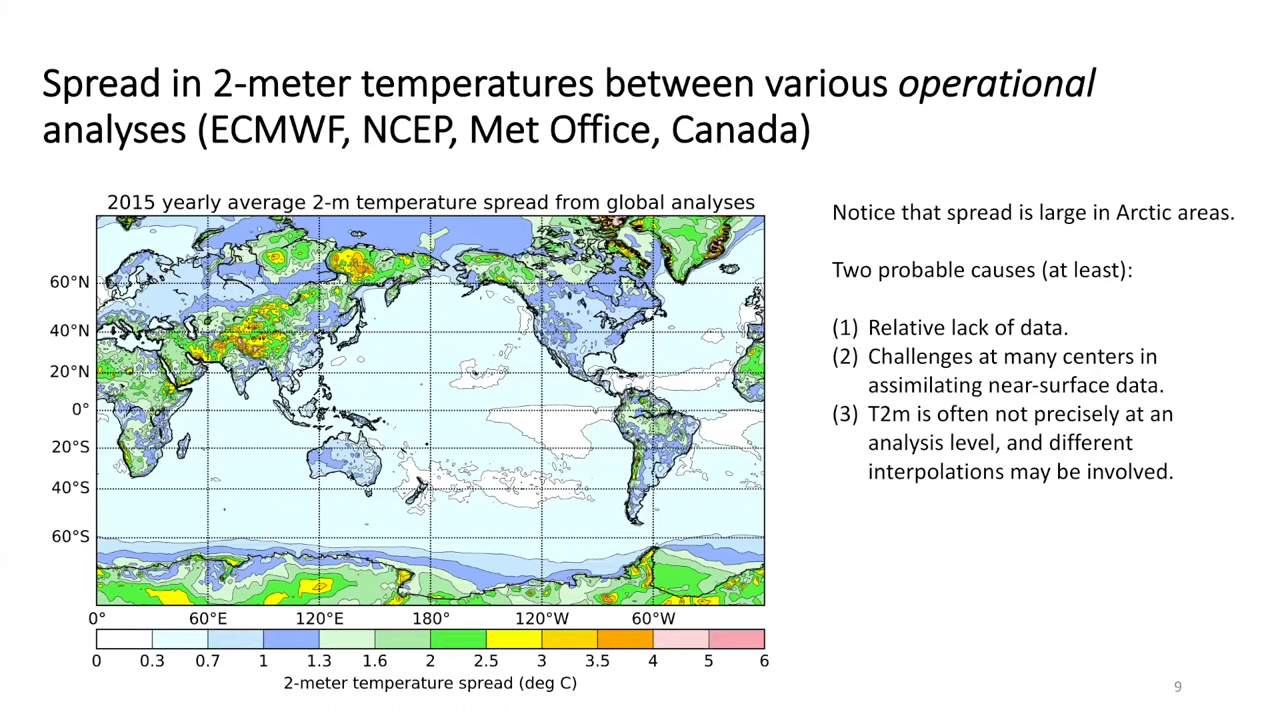 Spread in 2-meter temperatures between various operational
analyses (ECMWF, NCEP, Met Office, Canada)
2015 yearly average 2-m temperature spread from global analyses
60°N
40°N
20°N
0°
20°S
40°S
60°S
0° 60°E 120°E 180° 120°W 60°W
0 0.3 0.7 1 1.3 1.6 2 2.5 3 3.5 4 5 6
2-meter temperature spread (deg C)
Notice that spread is large in Arctic areas.
Two probable causes (at least):
(1) Relative lack of data.
(2) Challenges at many centers in
assimilating near-surface data.
(3) T2m is often not precisely at an
analysis level, and different
interpolations may be involved.
9